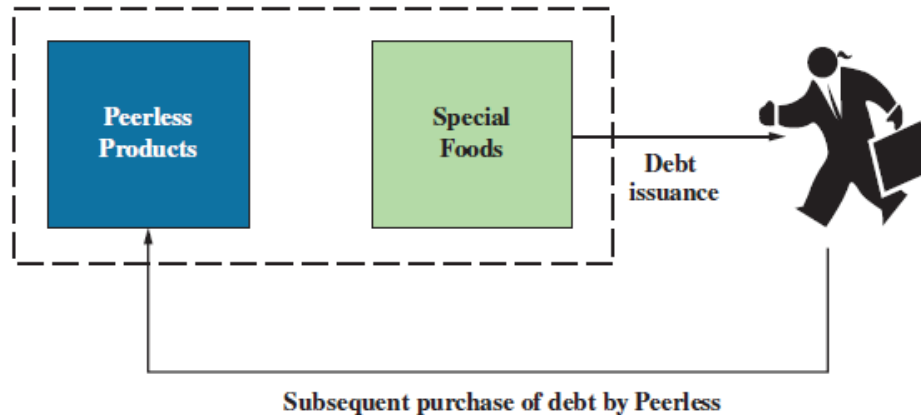 Peerless
Products
Special
Foods
Debt
issuance
Subsequent purchase of debt by Peerless